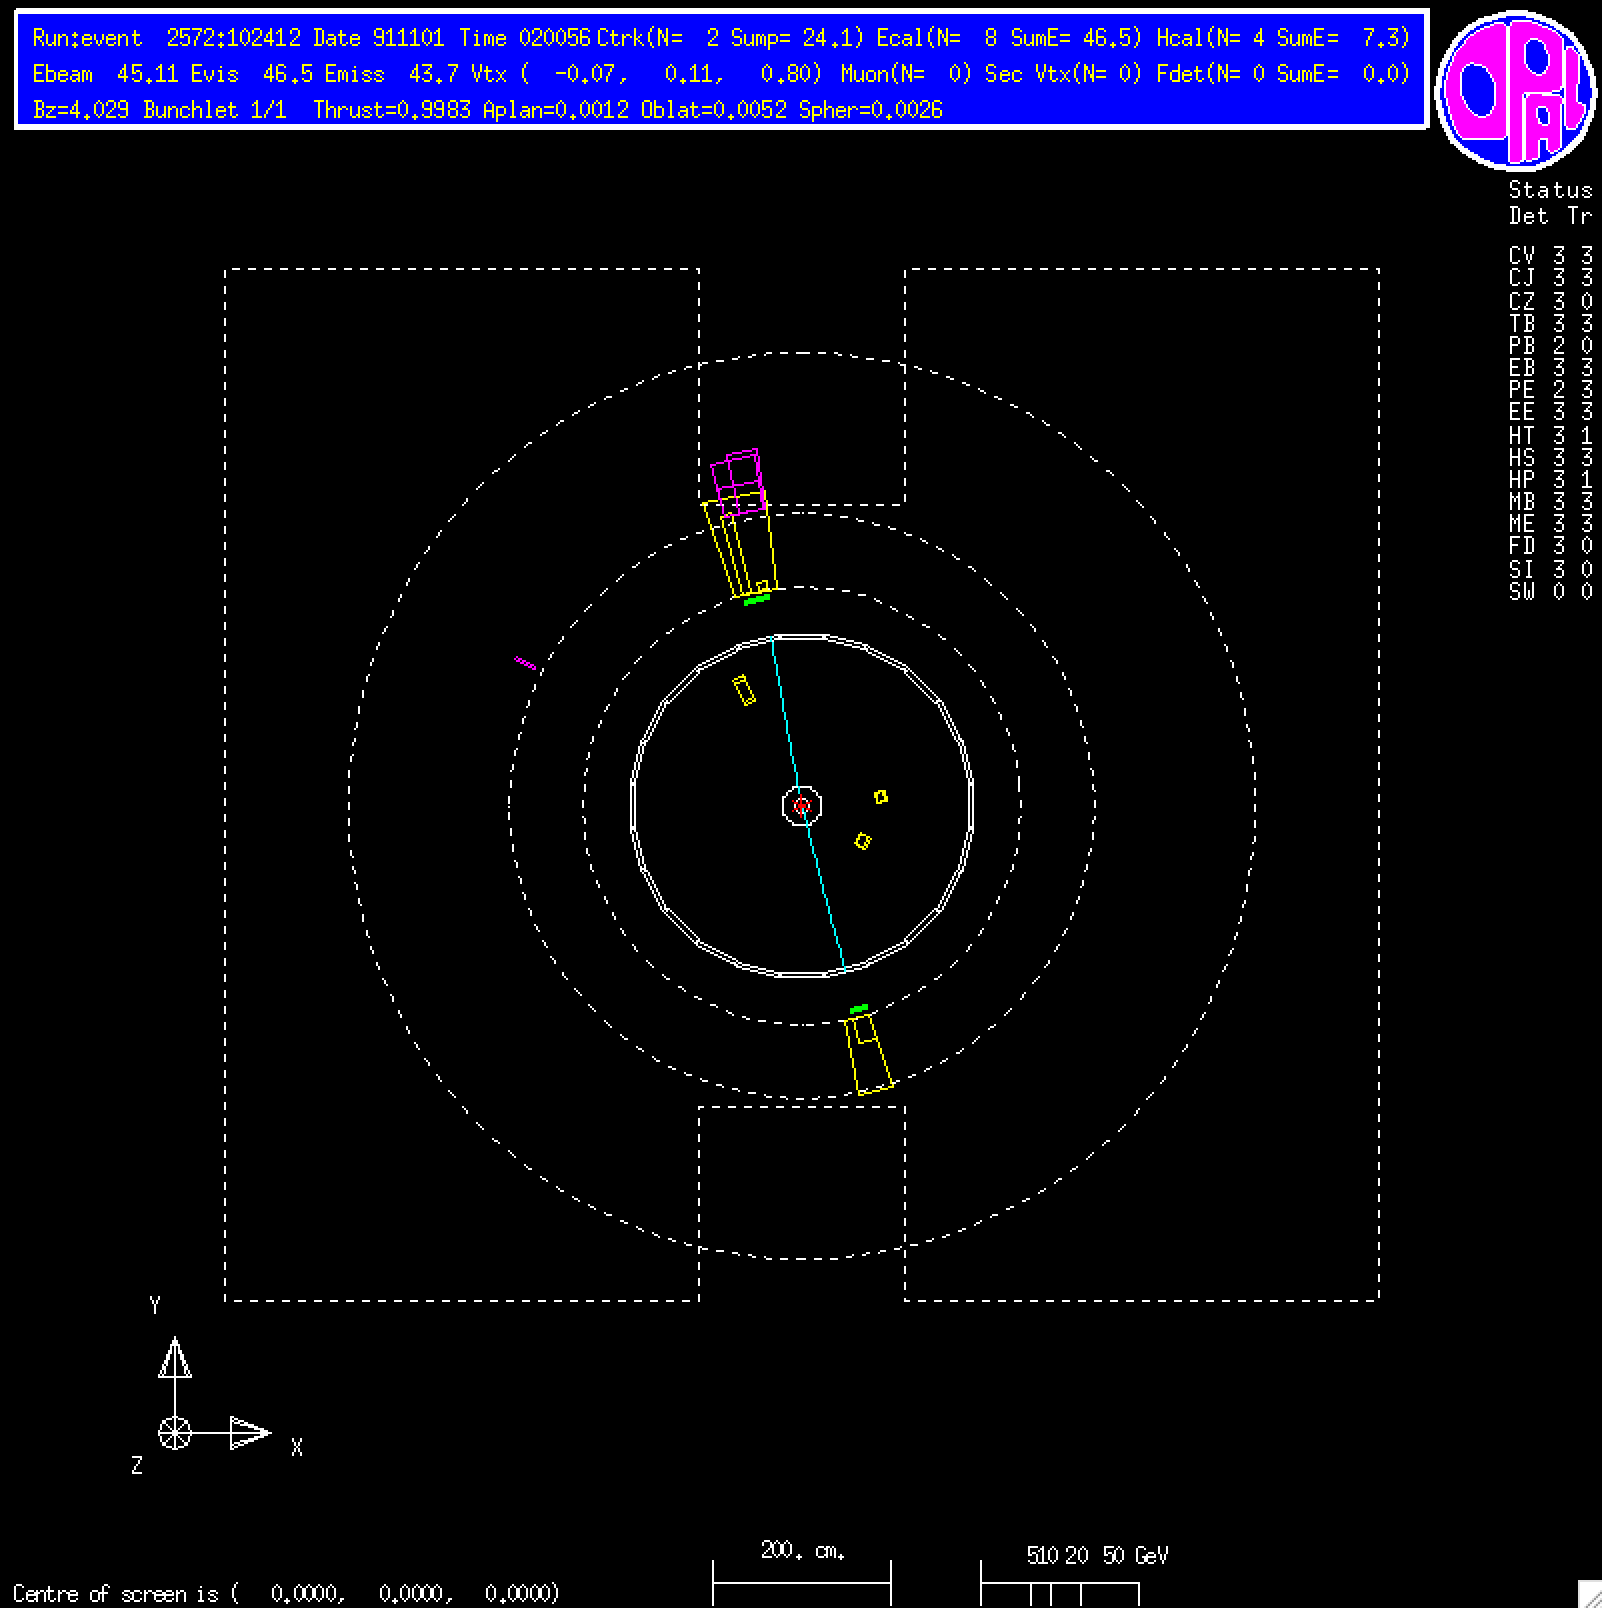 Run:event 2572:102412 Date 911101 Time 020056 Ctrk(N= 2 Sump= 24.1) Ecal(N= 8 SumE= 46.5) Hcal(N= 4 SumE= 7.3)
Ebeam 45.11 Evis 46.5 Emiss 43.7 Vtx ( -0.07, 0.11, 0.80) Muon(N= 0) Sec Vtx(N= 0) Fdet(N= 0 SumE= 0.0)
Bz=4.029 Bunchlet 1/1 Thrust=0.9983 Aplan=0.0012 Oblat=0.0052 Spher=0.0026
OPAL
Status
Det Tr
CV 3 3
CJ 3 3
CZ 3 0
TB 3 3
PB 2 0
EB 3 3
PE 2 3
EE 3 3
HT 3 1
HS 3 3
HP 3 1
MB 3 3
ME 3 3
FD 3 0
SI 3 0
SW 0 0
Y
X
Z
200. cm.
5 10 20 50 GeV
Centre of screen is ( 0.0000, 0.0000, 0.0000)